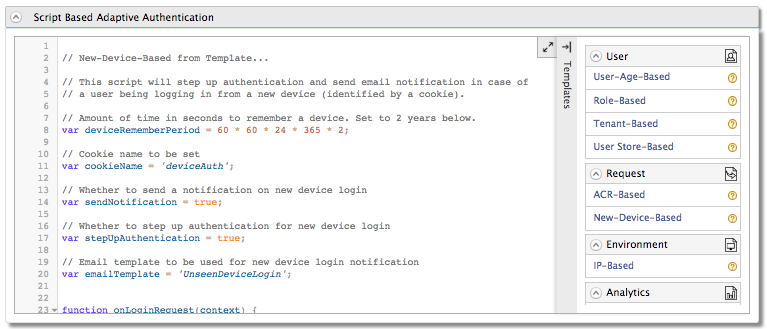 Script Based Adaptive Authentication
1
2 // New-Device-Based from Template...
3
4 // This script will step up authentication and send email notification in case of
5 // a user being logging in from a new device (identified by a cookie).
6
7 // Amount of time in seconds to remember a device. Set to 2 years below.
8 var deviceRememberPeriod = 60 * 60 * 24 * 365 * 2;
9
10 // Cookie name to be set
11 var cookieName = 'deviceAuth';
12
13 // Whether to send a notification on new device login
14 var sendNotification = true;
15
16 // Whether to step up authentication for new device login
17 var stepUpAuthentication = true;
18
19 // Email template to be used for new device login notification
20 var emailTemplate = 'UnseenDeviceLogin';
21
22
23 function onLoginRequest(context) {
Templates
User
User-Age-Based
Role-Based
Tenant-Based
User Store-Based
Request
ACR-Based
New-Device-Based
Environment
IP-Based
Analytics